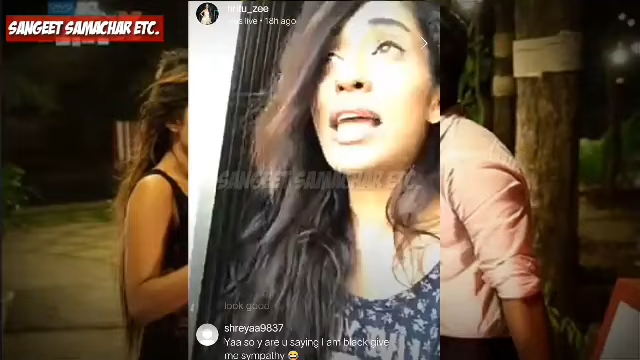 SANGEET SAMACHAR ETC.
was live • 18h ago
SANGEET SAMACHAR ETC.
look good
shreyaa9837
Yaa so y are u saying I am black give
me sympathy 😂